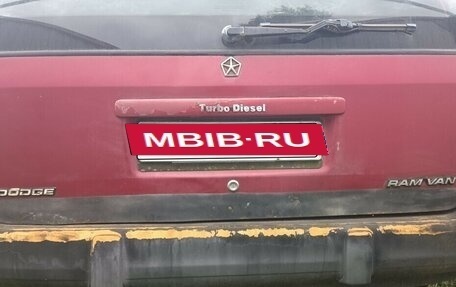 Turbo Diesel
MBIB·RU
DODGE
RAM VAN